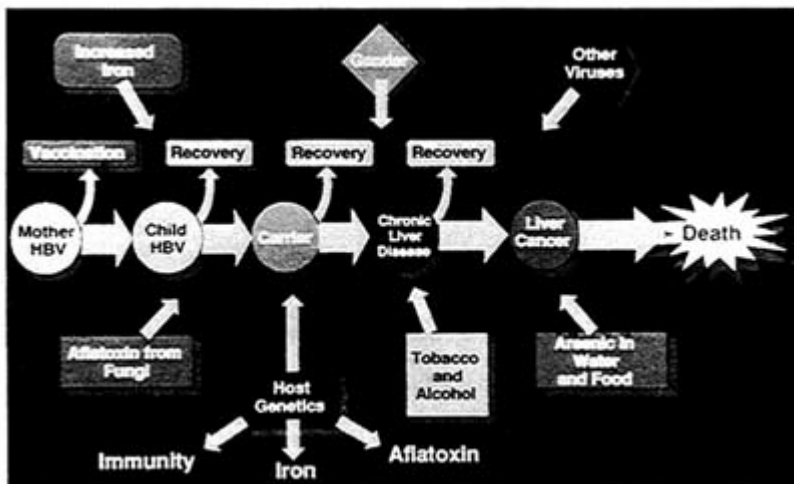 Increased
Iron
Gender
Other
Viruses
Vaccination
Recovery
Recovery
Recovery
Mother
HBV
Child
HBV
Carrier
Chronic
Liver
Disease
Liver
Cancer
Death
Aflatoxin from
Fungi
Host
Genetics
Tobacco
and
Alcohol
Arsenic in
Water
and Food
Immunity
Iron
Aflatoxin